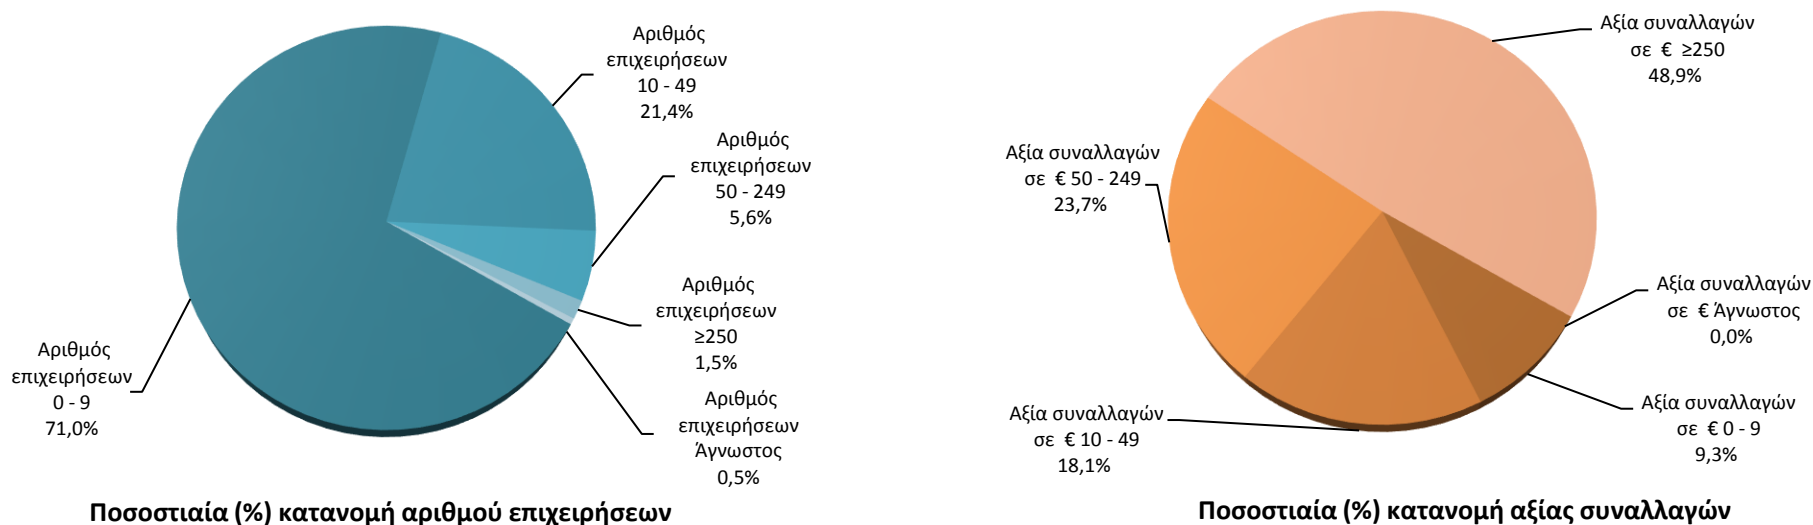 Αριθμός
επιχειρήσεων
10 - 49
21,4%
Αριθμός
επιχειρήσεων
50 - 249
5,6%
Αριθμός
επιχειρήσεων
≥250
1,5%
Αριθμός
επιχειρήσεων
Άγνωστος
0,5%
Αριθμός
επιχειρήσεων
0 - 9
71,0%
Ποσοστιαία (%) κατανομή αριθμού επιχειρήσεων
Αξία συναλλαγών
σε € ≥250
48,9%
Αξία συναλλαγών
σε € 50 - 249
23,7%
Αξία συναλλαγών
σε € Άγνωστος
0,0%
Αξία συναλλαγών
σε € 0 - 9
9,3%
Αξία συναλλαγών
σε € 10 - 49
18,1%
Ποσοστιαία (%) κατανομή αξίας συναλλαγών